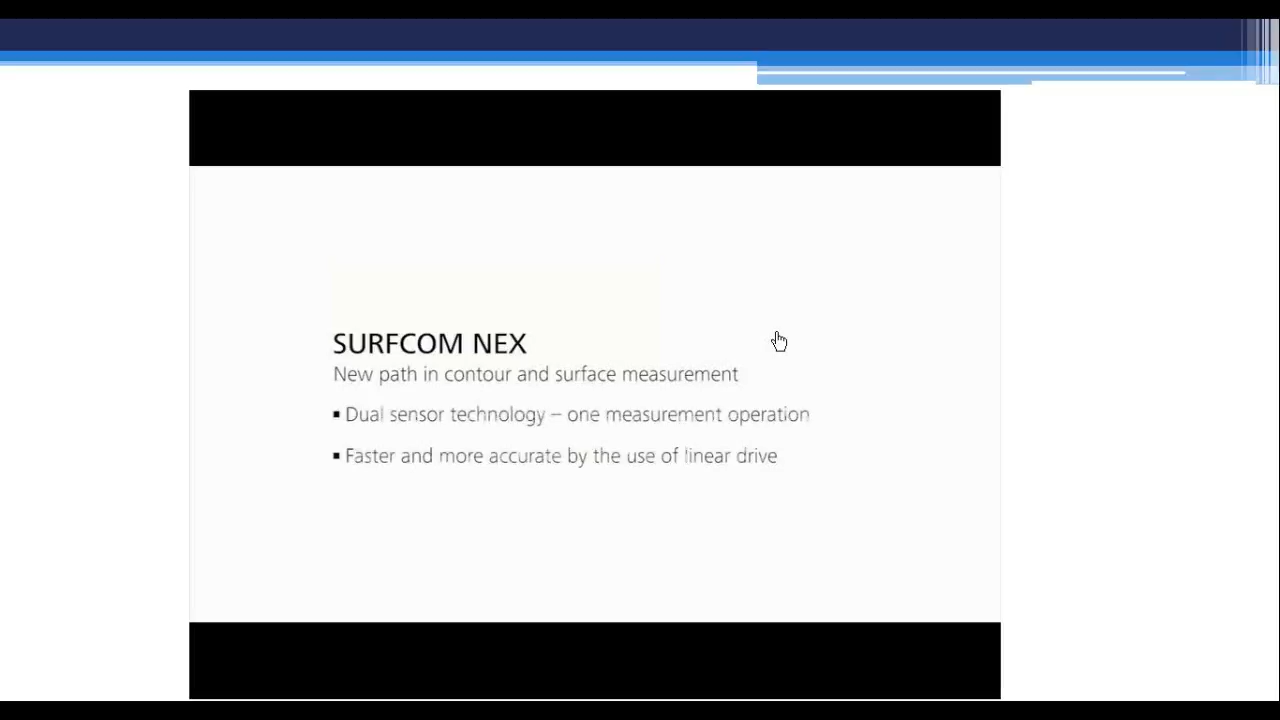 SURFCOM NEX
New path in contour and surface measurement
▪ Dual sensor technology – one measurement operation
▪ Faster and more accurate by the use of linear drive